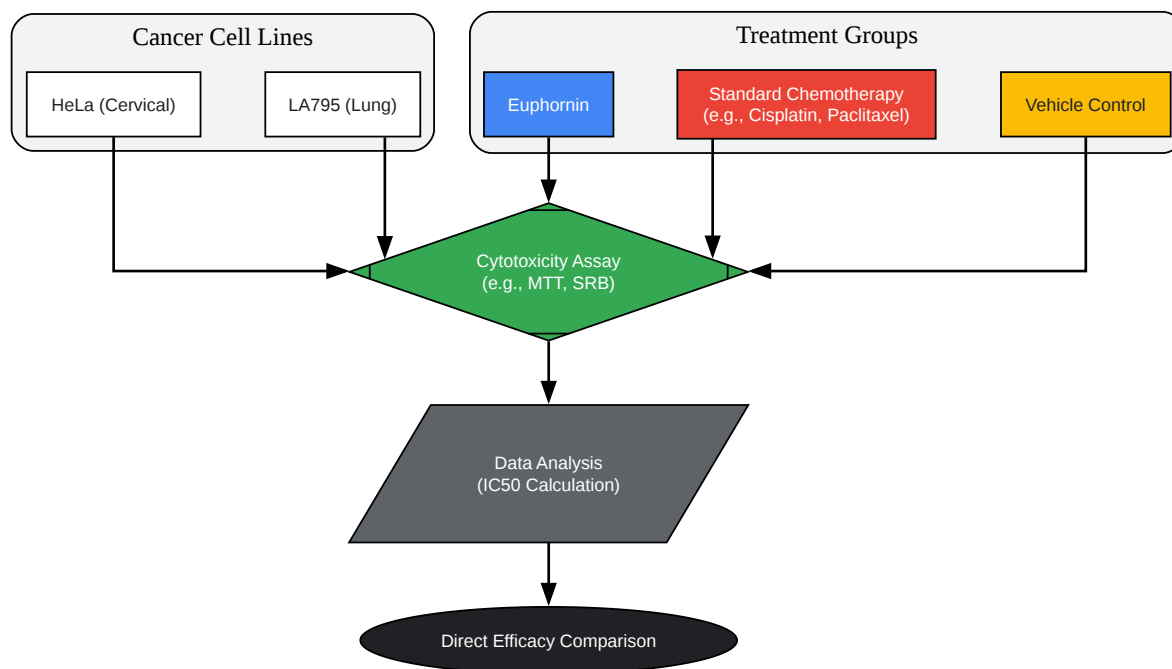 Cancer Cell Lines
Treatment Groups
HeLa (Cervical)
LA795 (Lung)
Euphornin
Standard Chemotherapy
(e.g., Cisplatin, Paclitaxel)
Vehicle Control
Cytotoxicity Assay
(e.g., MTT, SRB)
Data Analysis
(IC50 Calculation)
Direct Efficacy Comparison